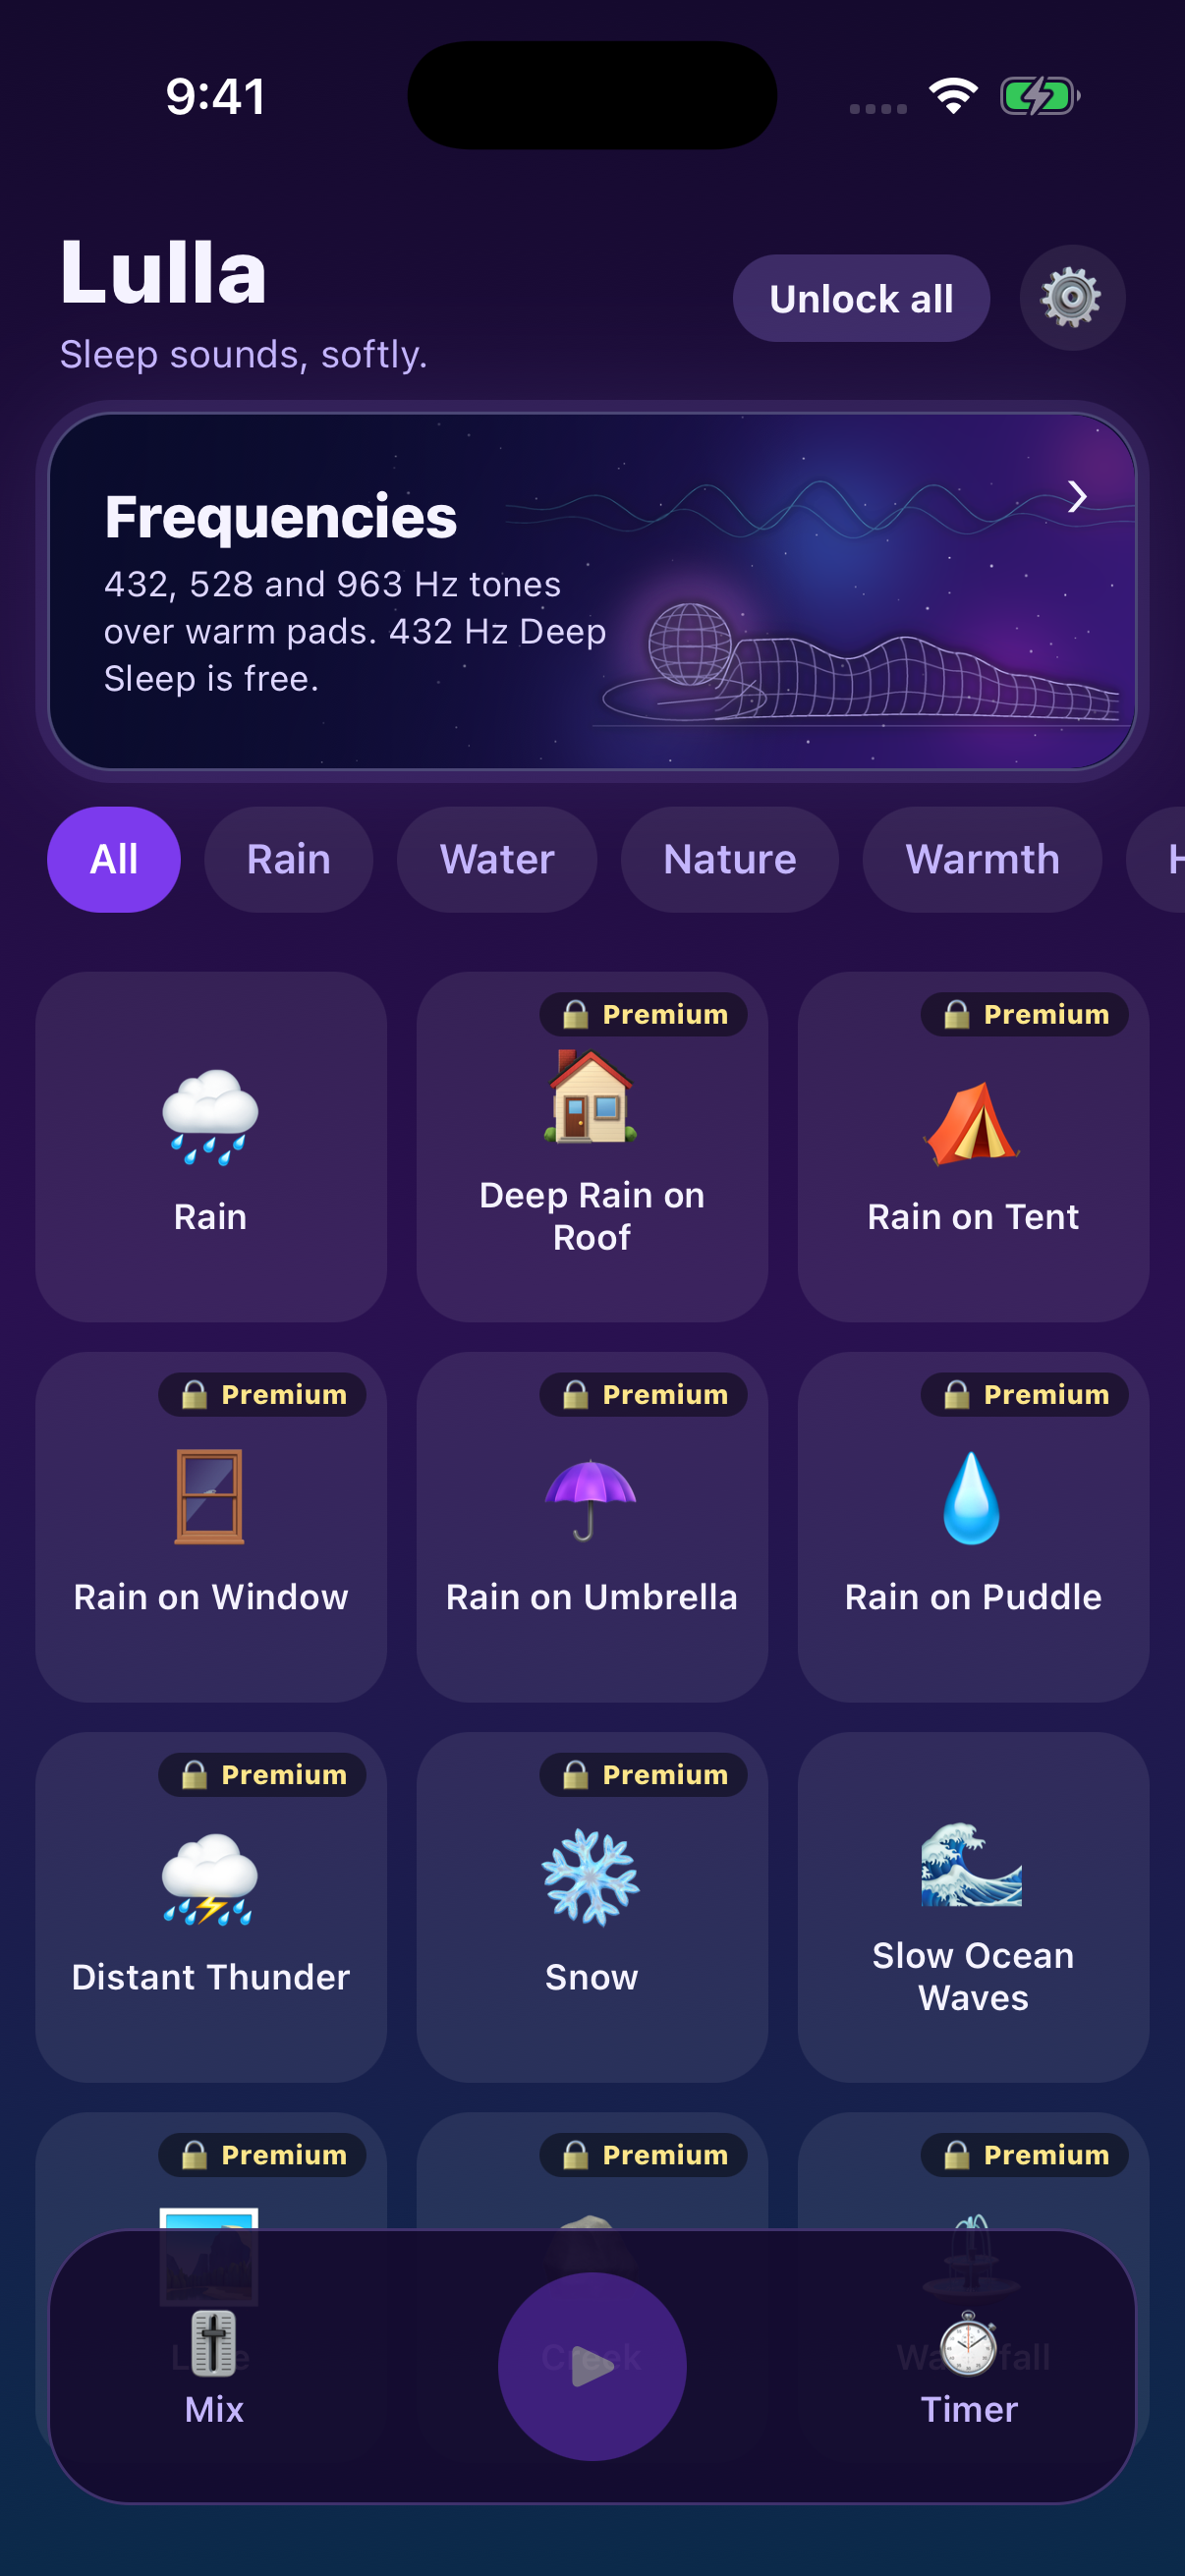 9:41
Lulla
Unlock all
Sleep sounds, softly.
Frequencies
432, 528 and 963 Hz tones
over warm pads. 432 Hz Deep
Sleep is free.
All
Rain
Water
Nature
Warmth
H
Rain
Premium
Deep Rain on
Roof
Premium
Rain on Tent
Premium
Rain on Window
Premium
Rain on Umbrella
Premium
Rain on Puddle
Premium
Distant Thunder
Premium
Snow
Slow Ocean
Waves
Premium
Premium
Premium
Creek
Mix
Timer